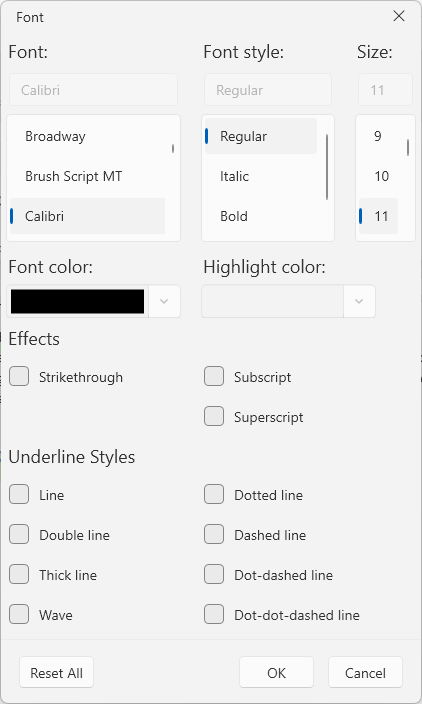 Font
Font: Font style: Size:
Calibri Regular 11
Broadway Regular 9
Brush Script MT Italic 10
Calibri Bold 11
Font color: Highlight color:
Effects
Strikethrough Subscript
Superscript
Underline Styles
Line Dotted line
Double line Dashed line
Thick line Dot-dashed line
Wave Dot-dot-dashed line
Reset All OK Cancel